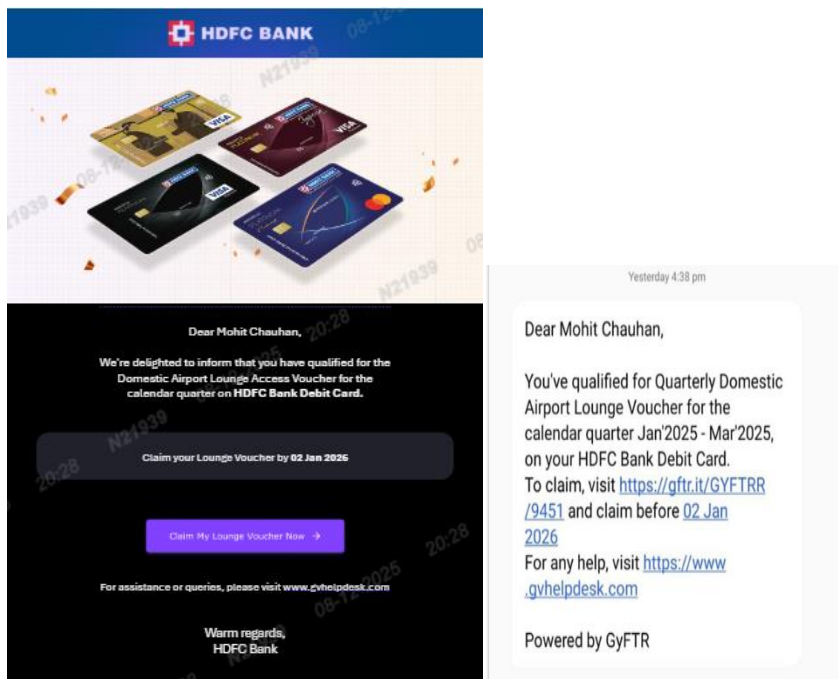 HDFC BANK
Dear Mohit Chauhan,
We're delighted to inform that you have qualified for the
Domestic Airport Lounge Access Voucher for the
calendar quarter on HDFC Bank Debit Card.
Claim your Lounge Voucher by 02 Jan 2026
Claim My Lounge Voucher Now →
For assistance or queries, please visit www.gvhelpdesk.com
Warm regards,
HDFC Bank
Yesterday 4:38 pm
Dear Mohit Chauhan,
You've qualified for Quarterly Domestic
Airport Lounge Voucher for the
calendar quarter Jan'2025 - Mar'2025,
on your HDFC Bank Debit Card.
To claim, visit https://gftr.it/GYFTRR
/9451 and claim before 02 Jan
2026
For any help, visit https://www
.gvhelpdesk.com
Powered by GyFTR